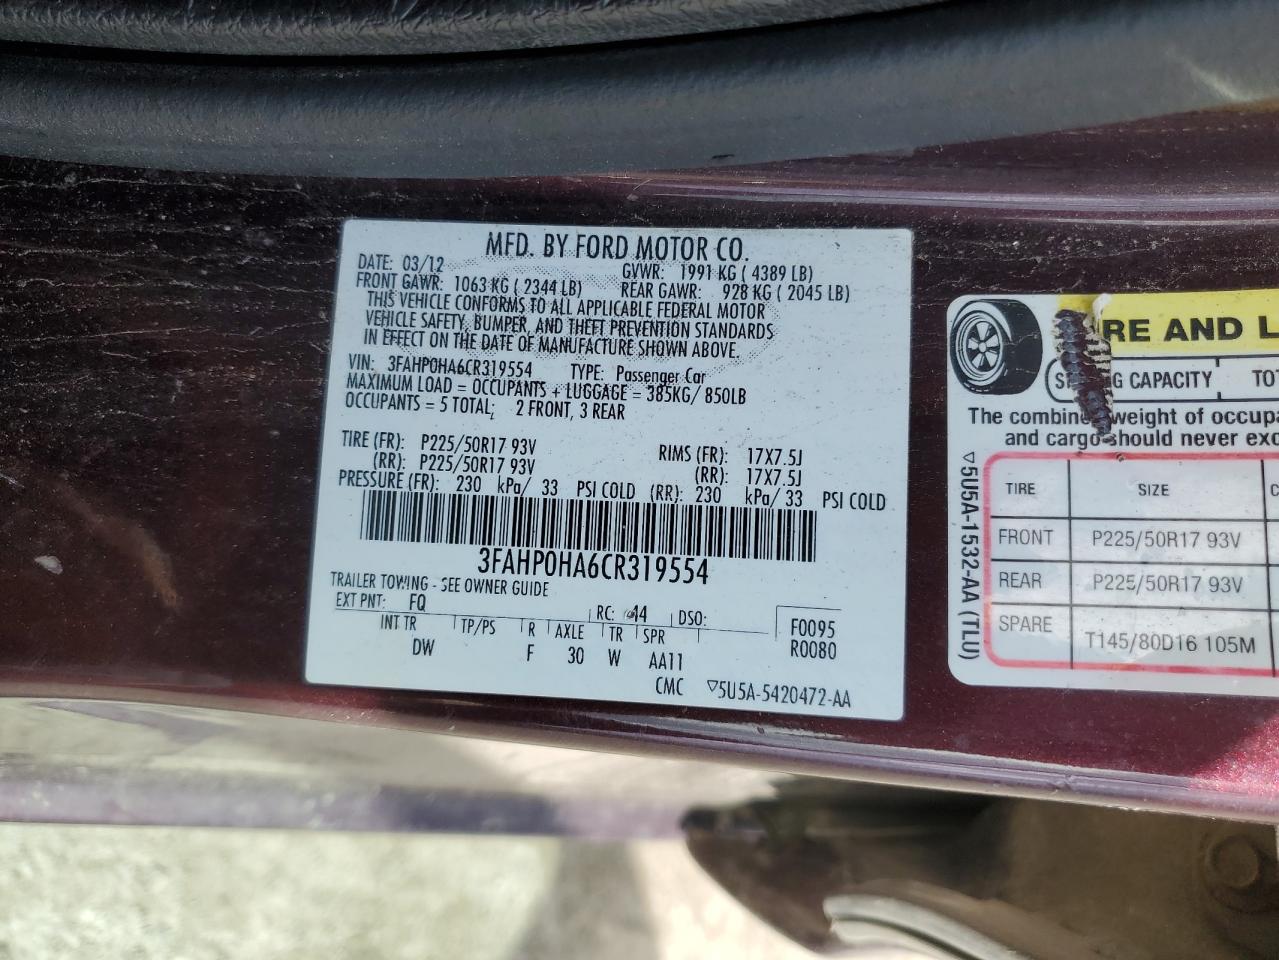 MFD. BY FORD MOTOR CO.
DATE: 03/12 GVWR: 1991 KG ( 4389 LB)
FRONT GAWR: 1063 KG ( 2344 LB) REAR GAWR: 928 KG ( 2045 LB)
THIS VEHICLE CONFORMS TO ALL APPLICABLE FEDERAL MOTOR
VEHICLE SAFETY, BUMPER, AND THEFT PREVENTION STANDARDS
IN EFFECT ON THE DATE OF MANUFACTURE SHOWN ABOVE.
VIN: 3FAHP0HA6CR319554 TYPE: Passenger Car
MAXIMUM LOAD = OCCUPANTS + LUGGAGE = 385KG/ 850LB
OCCUPANTS = 5 TOTAL; 2 FRONT, 3 REAR
TIRE (FR): P225/50R17 93V RIMS (FR): 17X7.5J
(RR): P225/50R17 93V (RR): 17X7.5J
PRESSURE (FR): 230 kPa/ 33 PSI COLD (RR): 230 kPa/ 33 PSI COLD
3FAHP0HA6CR319554
TRAILER TOWING - SEE OWNER GUIDE
EXT PNT: FQ RC: 44 DSO: F0095
INT TR TP/PS R AXLE TR SPR R0080
DW F 30 W AA11
CMC ▽5U5A-5420472-AA
RE AND L
CAPACITY TOT
The combine weight of occupa
and cargo should never exc
TIRE SIZE C
FRONT P225/50R17 93V
REAR P225/50R17 93V
SPARE T145/80D16 105M
▽5U5A-1532-AA (TLU)